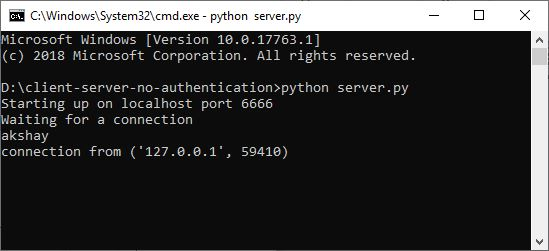 C:\Windows\System32\cmd.exe - python  server.py
Microsoft Windows [Version 10.0.17763.1]
(c) 2018 Microsoft Corporation. All rights reserved.
D:\client-server-no-authentication>python server.py
Starting up on localhost port 6666
Waiting for a connection
akshay
connection from ('127.0.0.1', 59410)